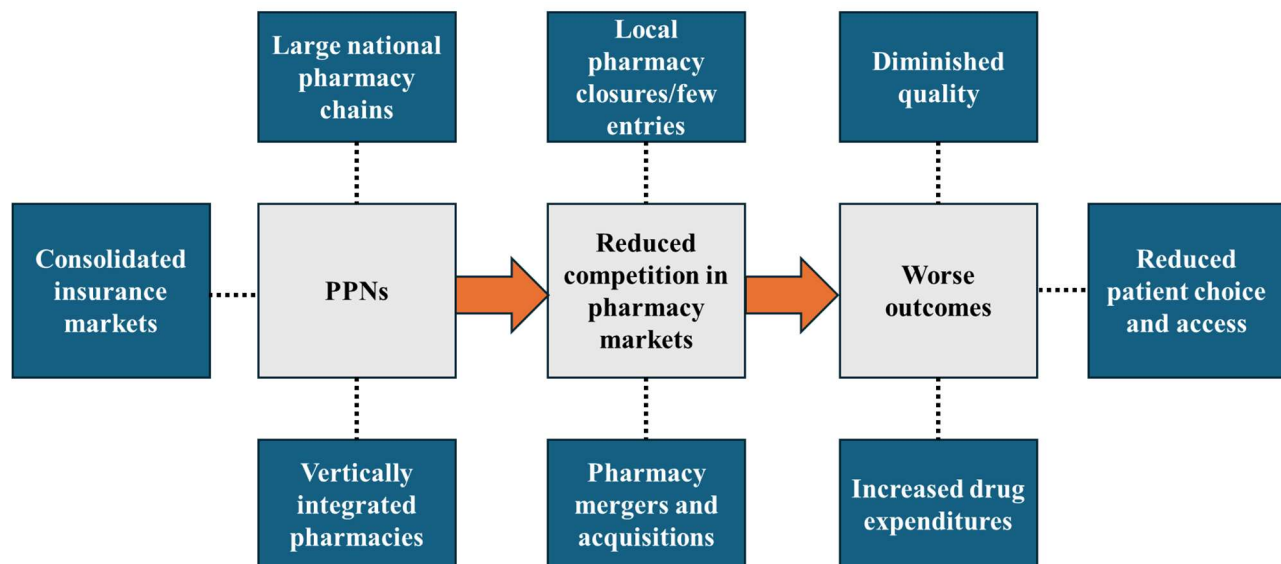 Large national
pharmacy
chains
Local
pharmacy
closures/few
entries
Diminished
quality
Consolidated
insurance
markets
PPNs
Reduced
competition in
pharmacy
markets
Worse
outcomes
Reduced
patient choice
and access
Vertically
integrated
pharmacies
Pharmacy
mergers and
acquisitions
Increased drug
expenditures